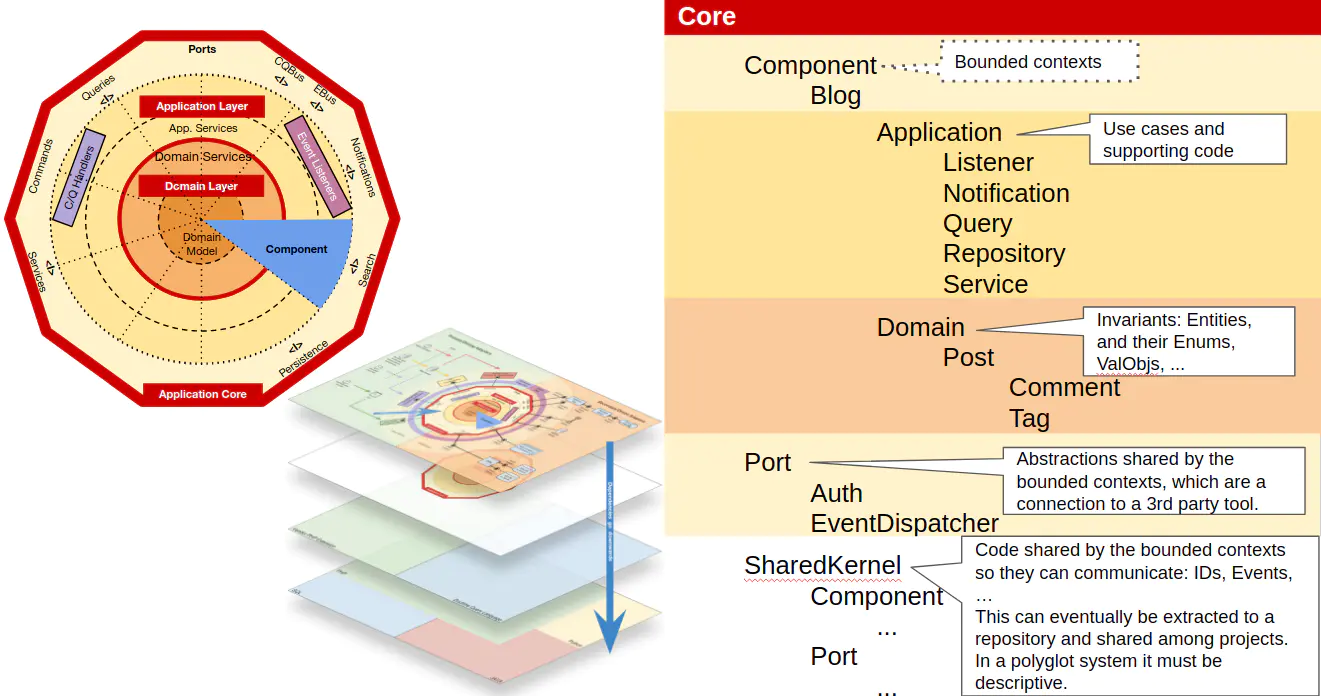 Ports
Queries
</>
CQBus
</>
EBus
</>
Application Layer
App. Services
Commands
C/Q Handlers
Domain Services
Event Listeners
Notifications
</>
Domain Layer
Domain
Model
Component
Services
</>
Search
</>
</>
Persistence
Application Core
Dependencies go downwards
Core
Component
Bounded contexts
Blog
Application
Use cases and
supporting code
Listener
Notification
Query
Repository
Service
Domain
Invariants: Entities,
and their Enums,
ValObjs, ...
Post
Comment
Tag
Port
Abstractions shared by the
bounded contexts, which are a
connection to a 3rd party tool.
Auth
EventDispatcher
SharedKernel
Code shared by the bounded contexts
so they can communicate: IDs, Events,
...
This can eventually be extracted to a
repository and shared among projects.
In a polyglot system it must be
descriptive.
Component
...
Port
...